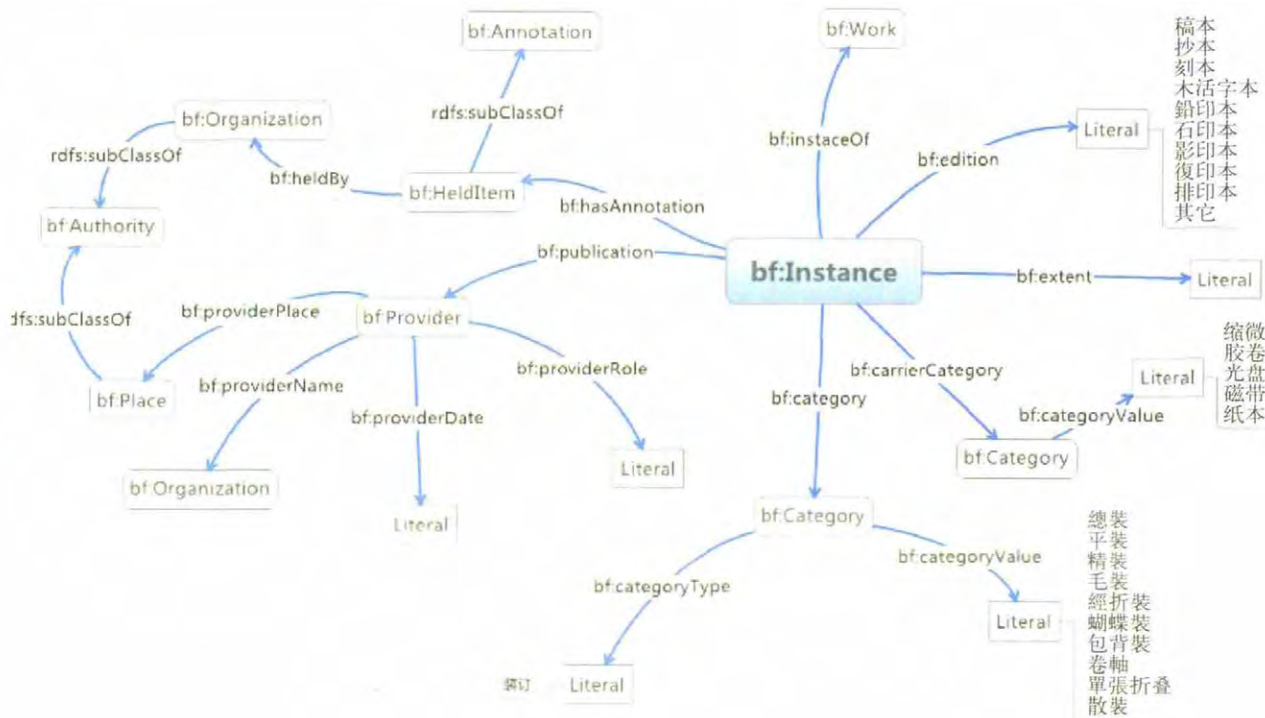 bf:Annotation
bf:Work
稿本
抄本
刻本
木活字本
鉛印本
石印本
影印本
復印本
排印本
其它
bf:Organization
rdfs:subClassOf
bf:instaceOf
Literal
rdfs:subClassOf
bf:edition
bf:heldBy
bf:HeldItem
bf:hasAnnotation
bf:Authority
bf:publication
bf:Instance
bf:extent
Literal
dfs:subClassOf
bf:providerPlace
bf:Provider
缩微
胶卷
光盘
磁带
纸本
bf:providerName
bf:providerRole
bf:carrierCategory
Literal
bf:Place
bf:category
bf:providerDate
bf:categoryValue
bf:Category
Literal
bf:Organization
Literal
bf:Category
總裝
平裝
精裝
毛裝
經折裝
蝴蝶裝
包背裝
卷軸
單張折叠
散裝
bf:categoryValue
bf:categoryType
Literal
装订
Literal